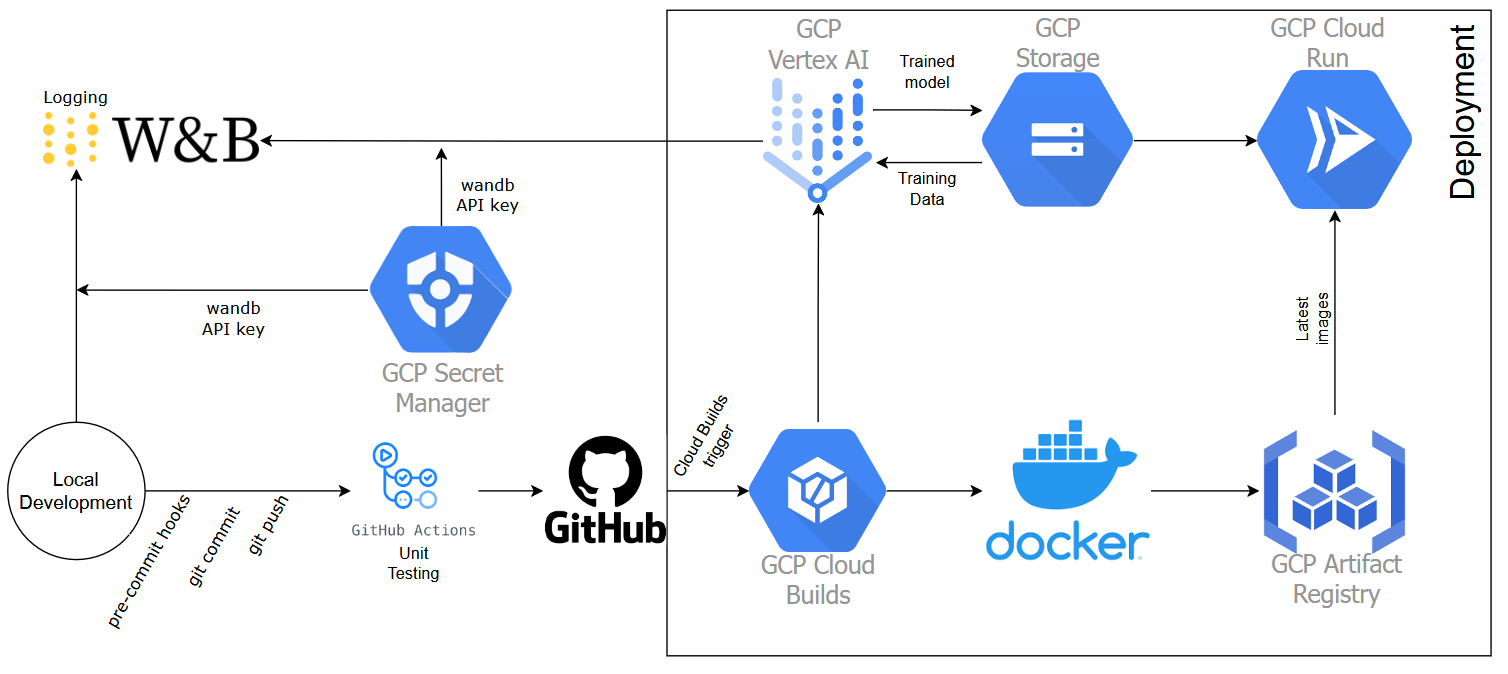 GCP
Vertex AI
Trained
model
GCP
Storage
GCP Cloud
Run
Deployment
Logging
W&B
Training
Data
wandb
API key
wandb
API key
GCP Secret
Manager
Latest
images
Local
Development
pre-commit hooks
git commit
git push
GitHub Actions
Unit
Testing
GitHub
Cloud Builds
trigger
GCP Cloud
Builds
docker
GCP Artifact
Registry